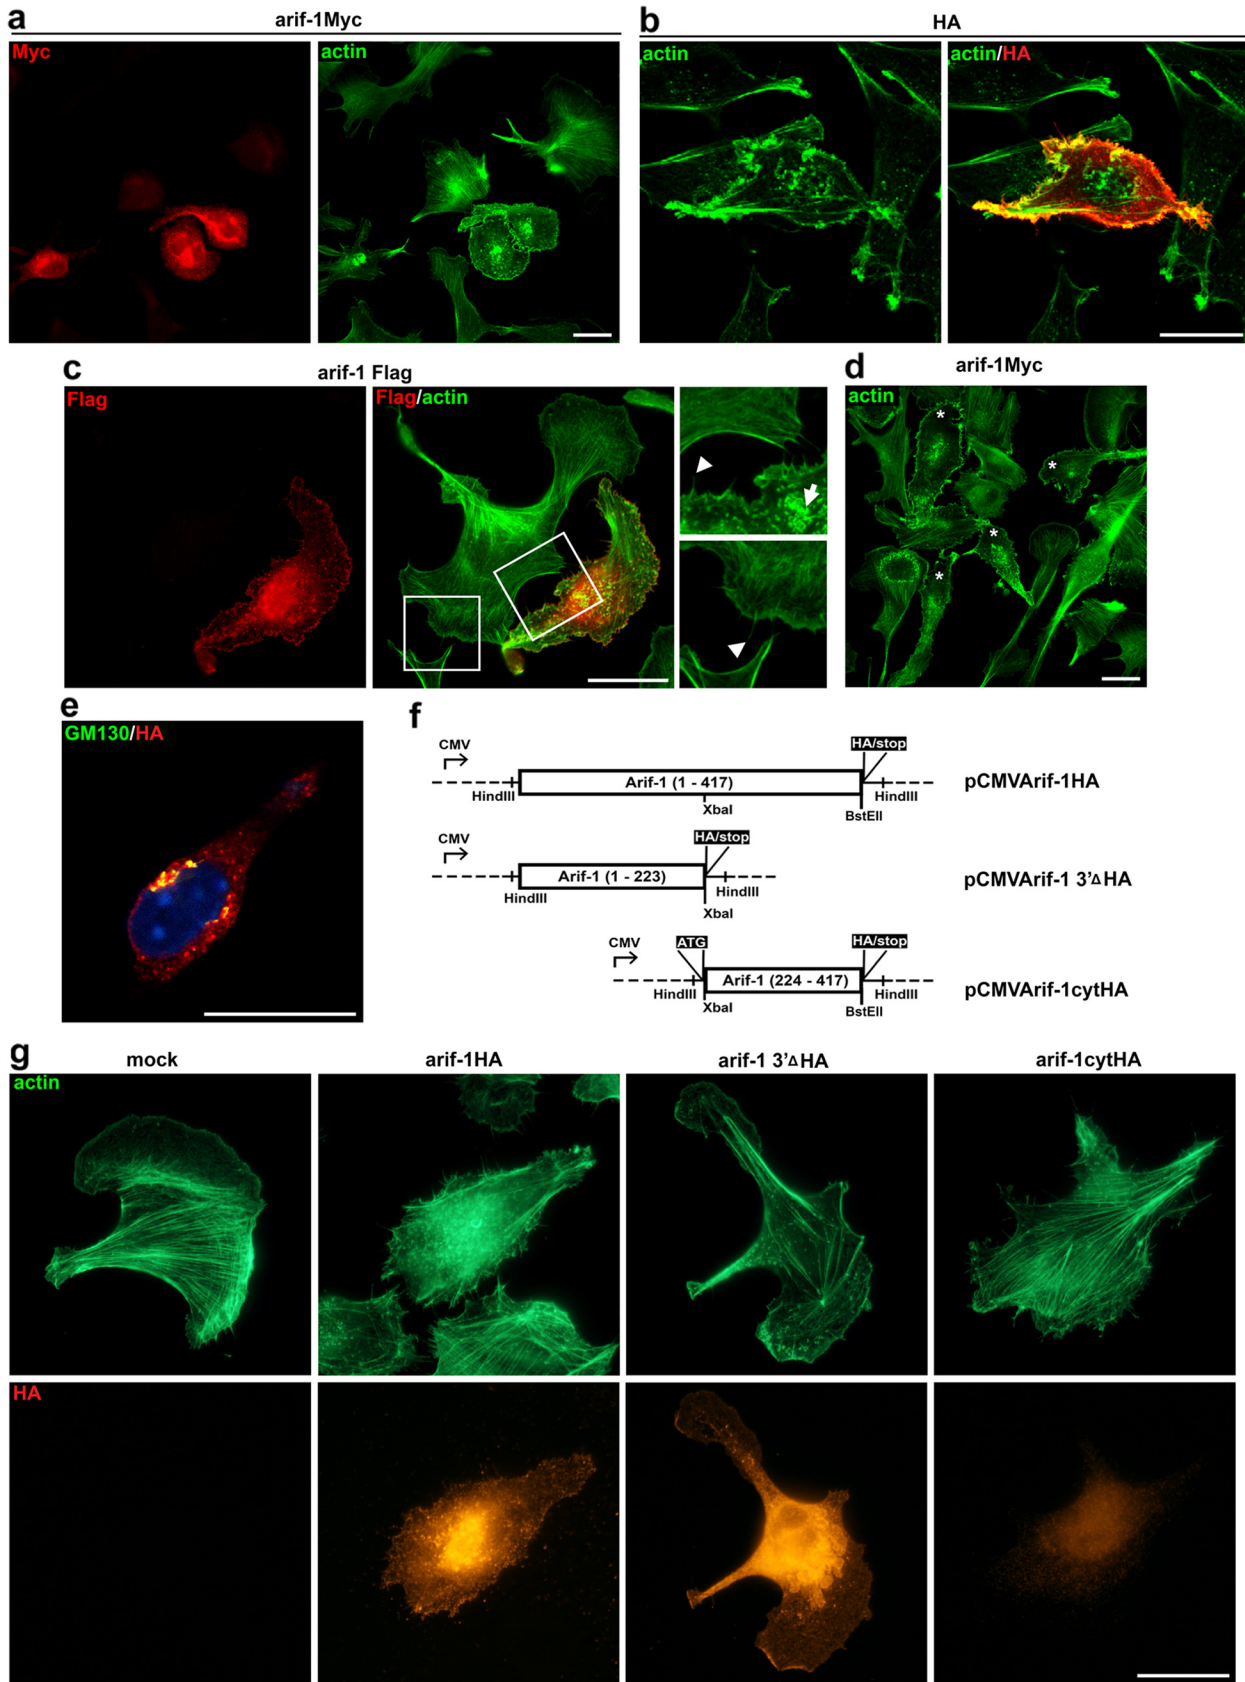 a
arif-1Myc
Myc
actin
b
HA
actin
actin/HA
c
arif-1 Flag
Flag
Flag/actin
d
arif-1Myc
actin
*
*
*
*
e
GM130/HA
f
CMV
HA/stop
Arif-1 (1 - 417)
HindIII
XbaI
BstEII
HindIII
pCMVArif-1HA
CMV
HA/stop
Arif-1 (1 - 223)
HindIII
XbaI
HindIII
pCMVArif-1 3'ΔHA
CMV
ATG
HA/stop
Arif-1 (224 - 417)
HindIII
XbaI
BstEII
HindIII
pCMVArif-1cytHA
g
mock
arif-1HA
arif-1 3'ΔHA
arif-1cytHA
actin
HA